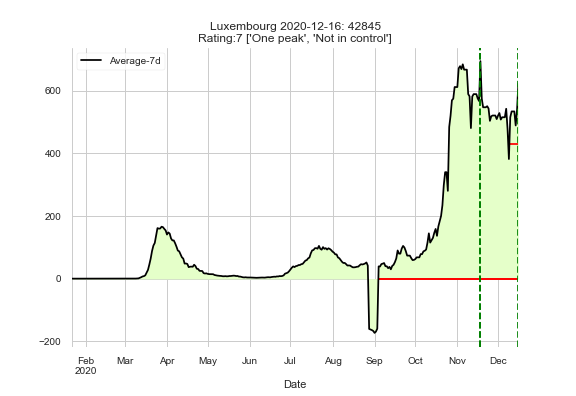 Luxembourg 2020-12-16: 42845
Rating:7 ['One peak', 'Not in control']
Average-7d
600
400
200
0
−200
Feb Mar Apr May Jun Jul Aug Sep Oct Nov Dec
2020
Date